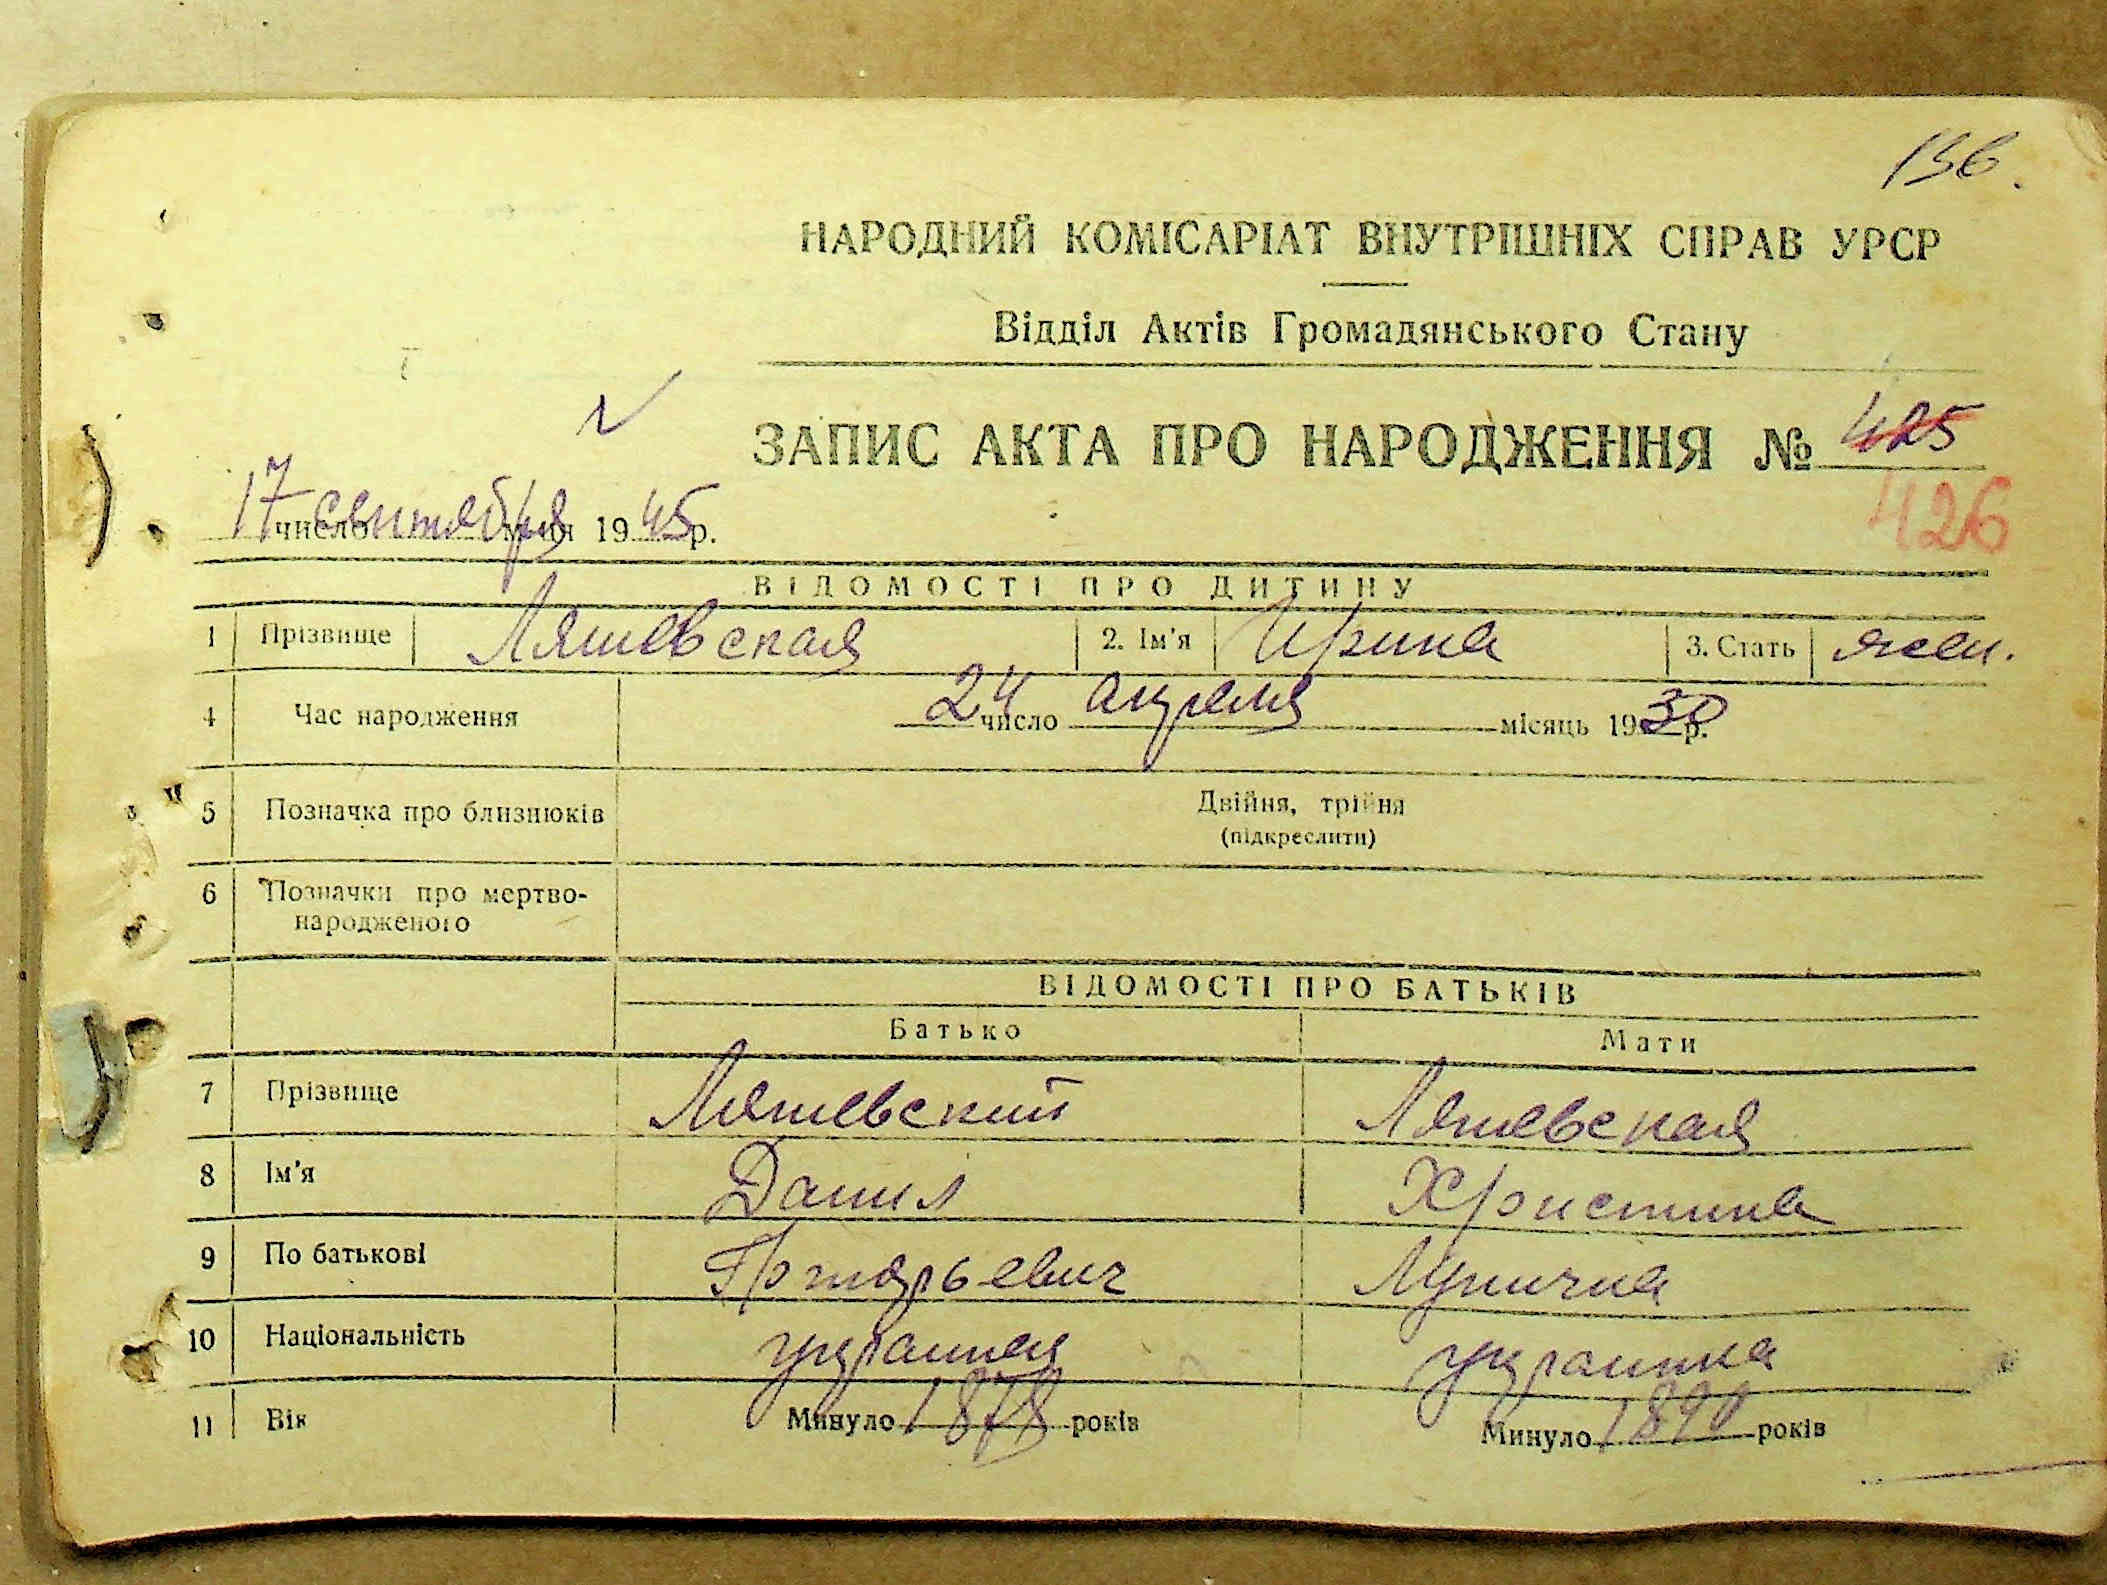 136.
НАРОДНИЙ КОМІСАРІАТ ВНУТРІШНІХ СПРАВ УРСР
Відділ Актів Громадянського Стану
ЗАПИС АКТА ПРО НАРОДЖЕННЯ № 425
426
17 число сентября дня 1945 р.
ВІДОМОСТІ ПРО ДИТИНУ
1 Прізвище Ляшевская 2. Ім'я Ирина 3. Стать жен.
4 Час народження 24 число апреля місяць 1930 р.
5 Позначка про близнюків Двійня, трійня
(підкреслити)
6 Позначки про мертво-
народженого
ВІДОМОСТІ ПРО БАТЬКІВ
Батько Мати
7 Прізвище Ляшевский Ляшевская
8 Ім'я Данил Христина
9 По батькові
10 Національність украинец украинка
11 Вік Минуло 1878 років Минуло 1890 років